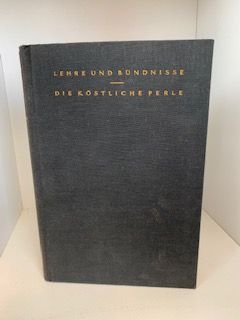 LEHRE UND BÜNDNISSE
DIE KÖSTLICHE PERLE